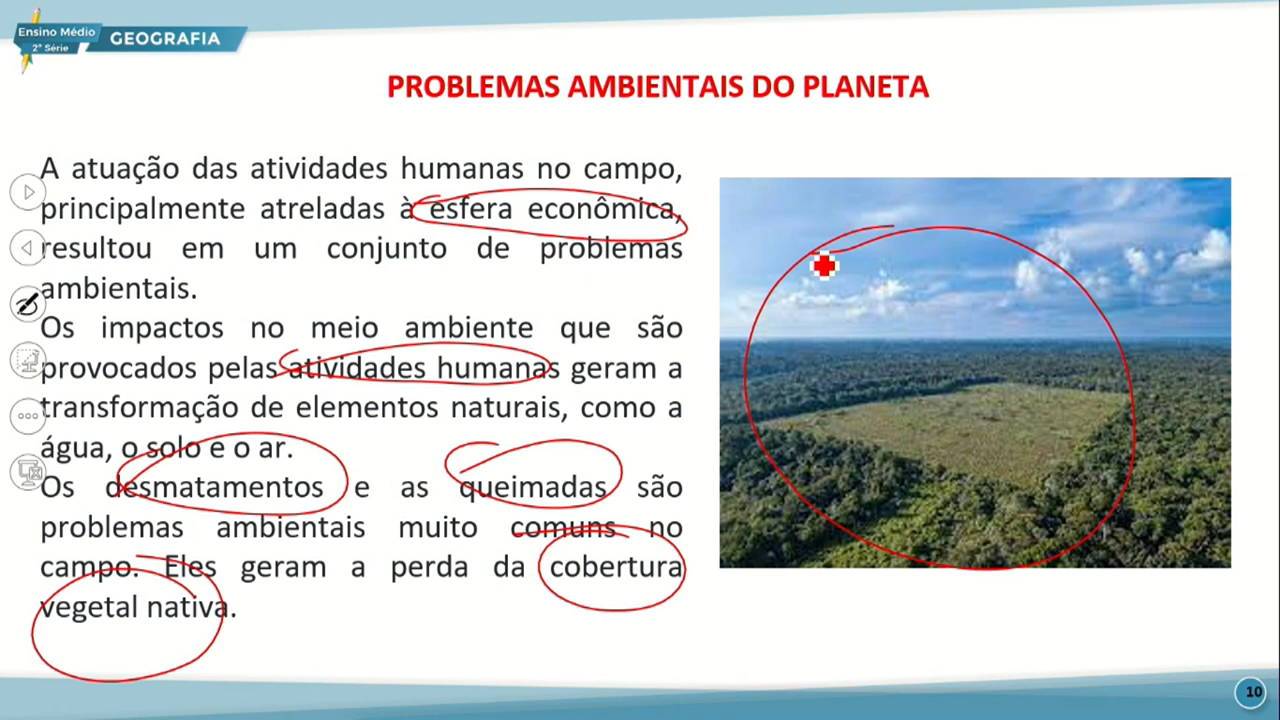 Ensino Médio
2ª Série
GEOGRAFIA
PROBLEMAS AMBIENTAIS DO PLANETA
A atuação das atividades humanas no campo,
principalmente atreladas à esfera econômica,
resultou em um conjunto de problemas
ambientais.
Os impactos no meio ambiente que são
provocados pelas atividades humanas geram a
transformação de elementos naturais, como a
água, o solo e o ar.
Os desmatamentos e as queimadas são
problemas ambientais muito comuns no
campo. Eles geram a perda da cobertura
vegetal nativa.
10